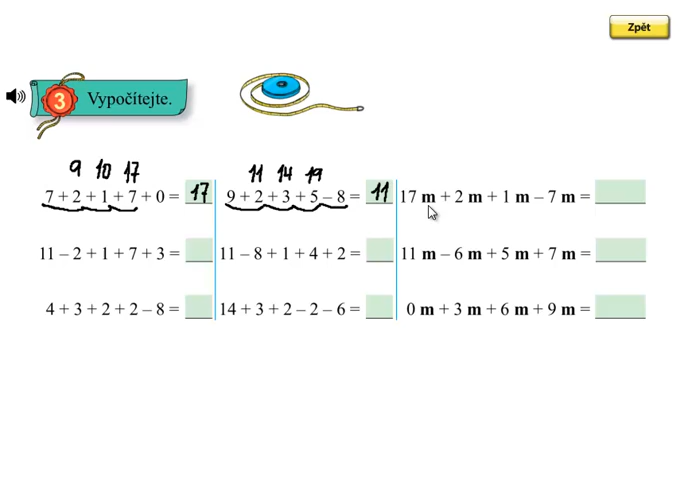 Zpět
3 Vypočítejte.
9 10 17 11 14 19
7 + 2 + 1 + 7 + 0 = 17 9 + 2 + 3 + 5 – 8 = 11 17 m + 2 m + 1 m – 7 m =
11 – 2 + 1 + 7 + 3 = 11 – 8 + 1 + 4 + 2 = 11 m – 6 m + 5 m + 7 m =
4 + 3 + 2 + 2 – 8 = 14 + 3 + 2 – 2 – 6 = 0 m + 3 m + 6 m + 9 m =